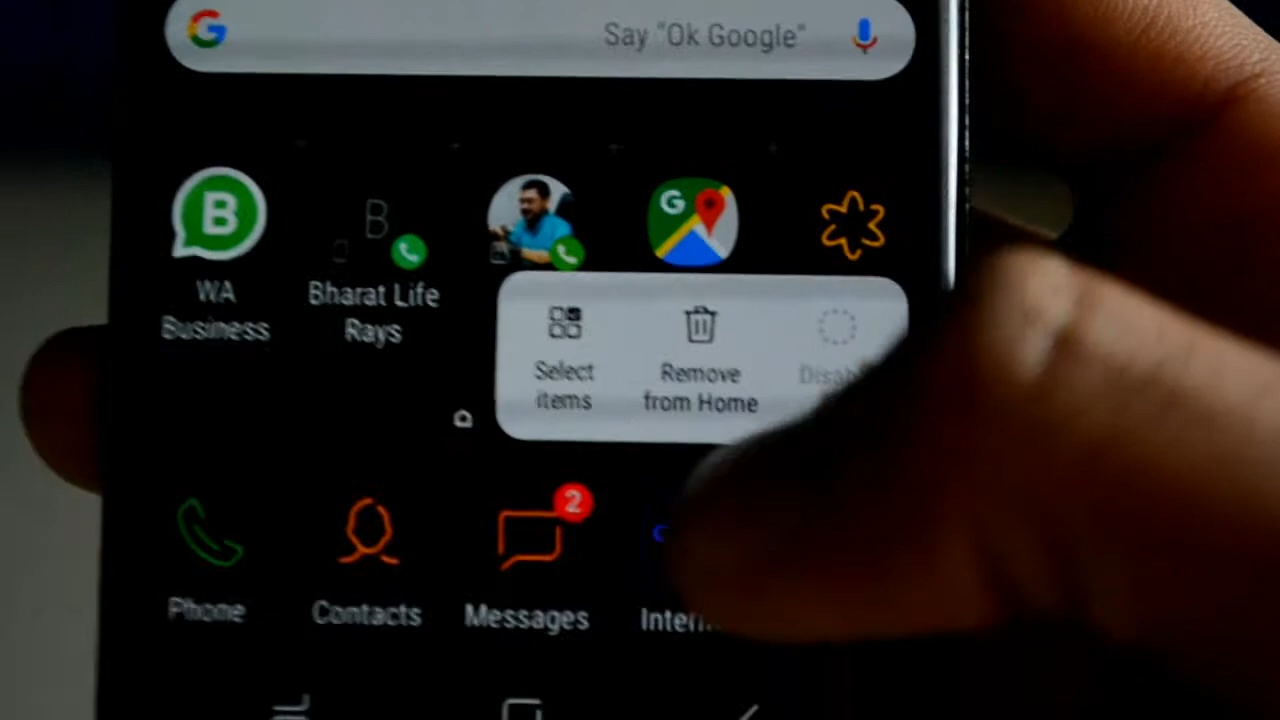 G
Say "Ok Google"
B
B
G
WA
Business
Bharat Life
Rays
Select
items
Remove
from Home
2
Phone
Contacts
Messages